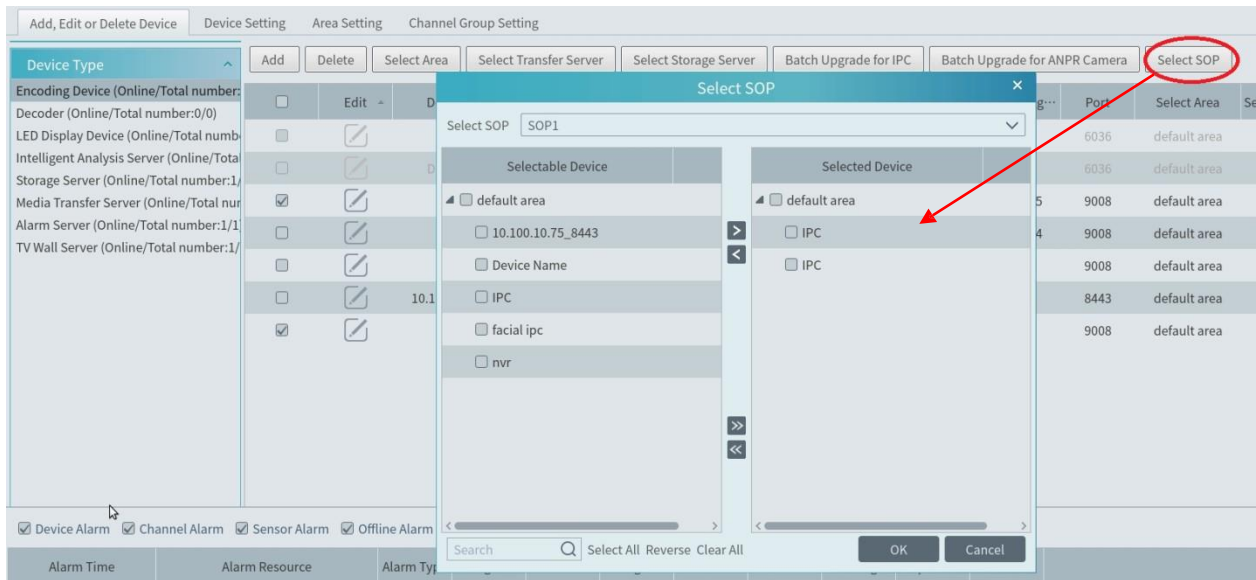 Add, Edit or Delete Device Device Setting Area Setting Channel Group Setting
Device Type
Add Delete Select Area Select Transfer Server Select Storage Server Batch Upgrade for IPC Batch Upgrade for ANPR Camera Select SOP
Encoding Device (Online/Total number:
Decoder (Online/Total number:0/0)
LED Display Device (Online/Total numb
Intelligent Analysis Server (Online/Total
Storage Server (Online/Total number:1/
Media Transfer Server (Online/Total nur
Alarm Server (Online/Total number:1/1
TV Wall Server (Online/Total number:1/
Edit D
Select SOP
Select SOP SOP1
Selectable Device
default area
10.100.10.75_8443
Device Name
IPC
facial ipc
nvr
Selected Device
default area
IPC
IPC
Search Select All Reverse Clear All OK Cancel
g... Port Select Area Se
6036 default area
D 6036 default area
5 9008 default area
4 9008 default area
9008 default area
10.1 8443 default area
9008 default area
Device Alarm Channel Alarm Sensor Alarm Offline Alarm
Alarm Time Alarm Resource Alarm Typ